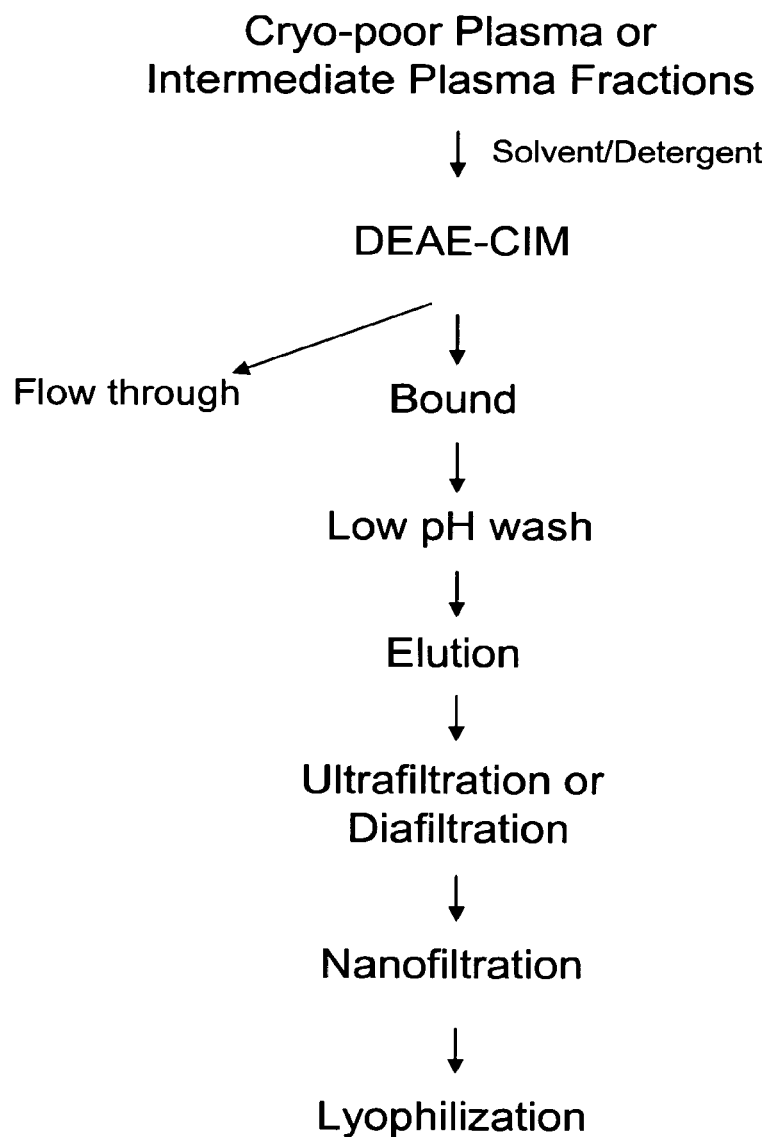 Cryo-poor Plasma or
Intermediate Plasma Fractions
Solvent/Detergent
DEAE-CIM
Flow through
Bound
Low pH wash
Elution
Ultrafiltration or
Diafiltration
Nanofiltration
Lyophilization